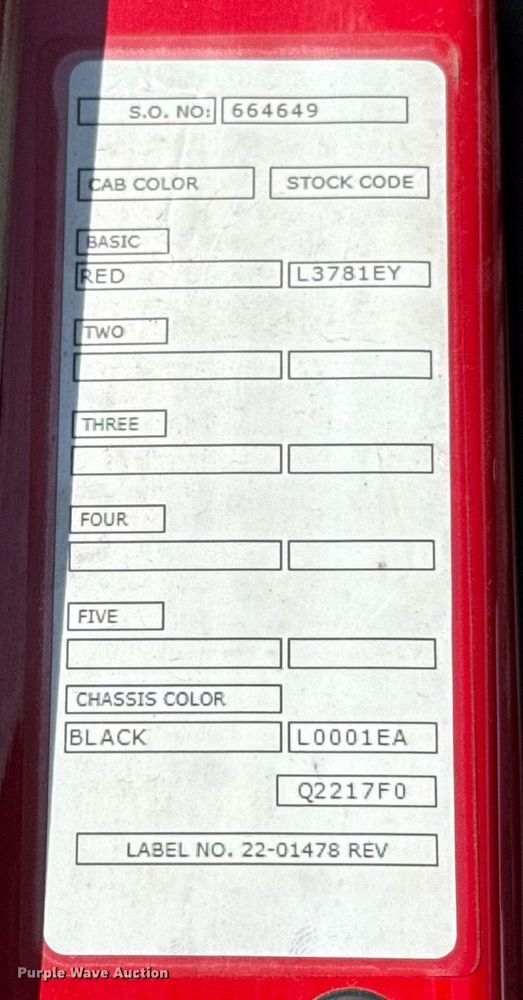 S.O. NO: 664649
CAB COLOR STOCK CODE
BASIC
RED L3781EY
TWO
THREE
FOUR
FIVE
CHASSIS COLOR
BLACK L0001EA
Q2217F0
LABEL NO. 22-01478 REV
Purple Wave Auction